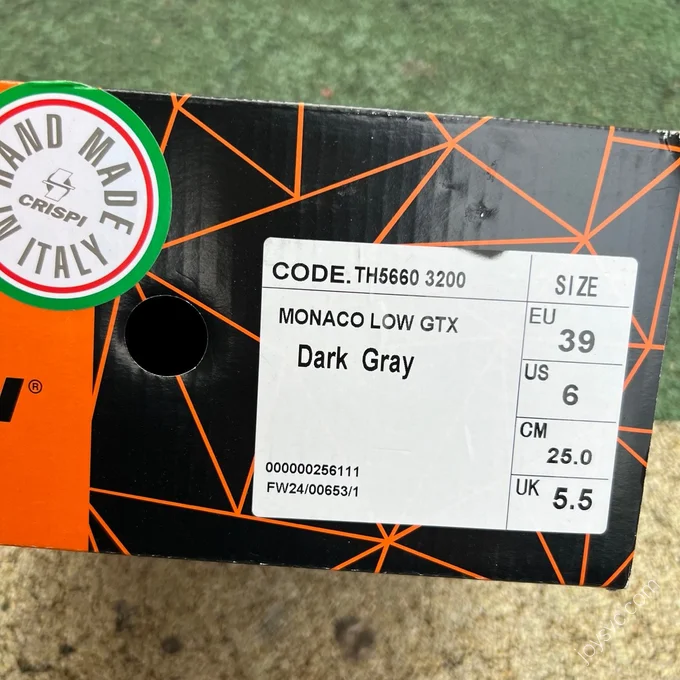 HAND MADE
CRISPI
IN ITALY
®
CODE. TH5660 3200
SIZE
MONACO LOW GTX
Dark Gray
EU
39
US
6
CM
25.0
UK
5.5
000000256111
FW24/00653/1